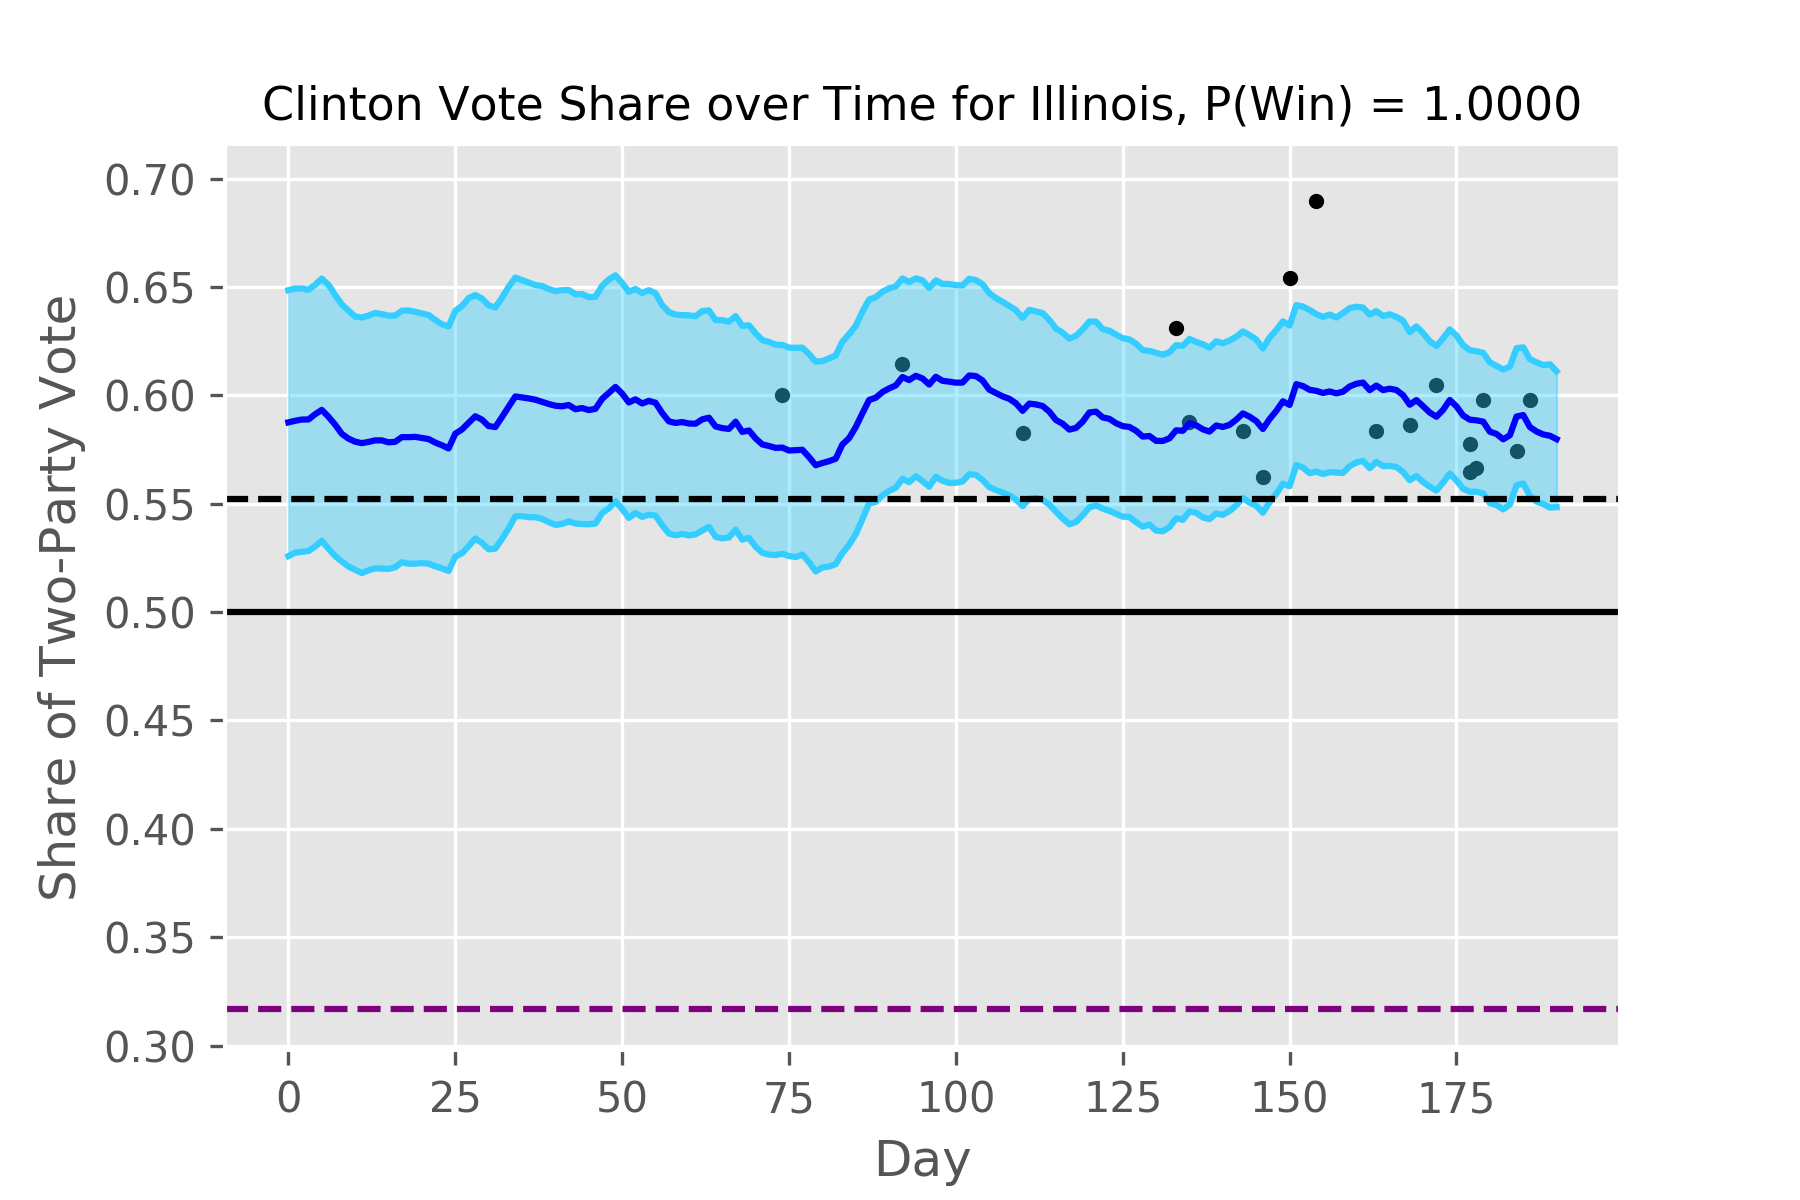 Clinton Vote Share over Time for Illinois, P(Win) = 1.0000
Share of Two-Party Vote
0.70
0.65
0.60
0.55
0.50
0.45
0.40
0.35
0.30
0 25 50 75 100 125 150 175
Day